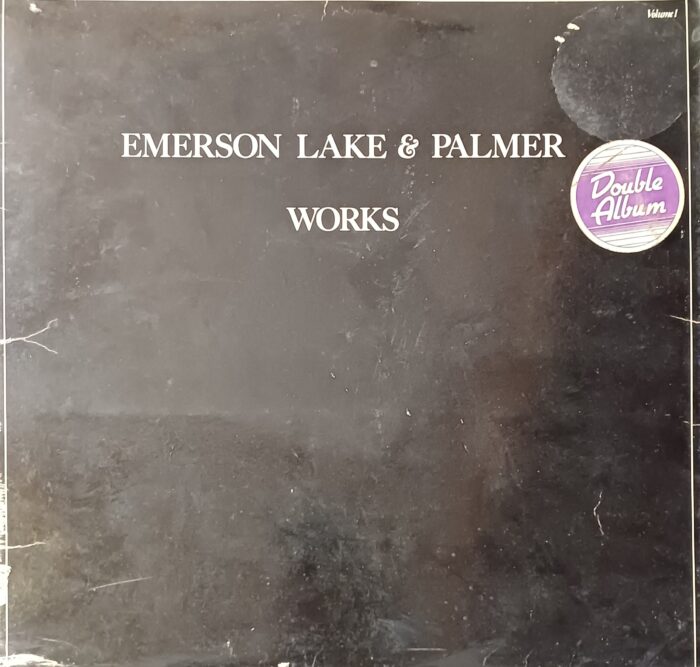 Volume 1
EMERSON LAKE & PALMER
Double
Album
WORKS